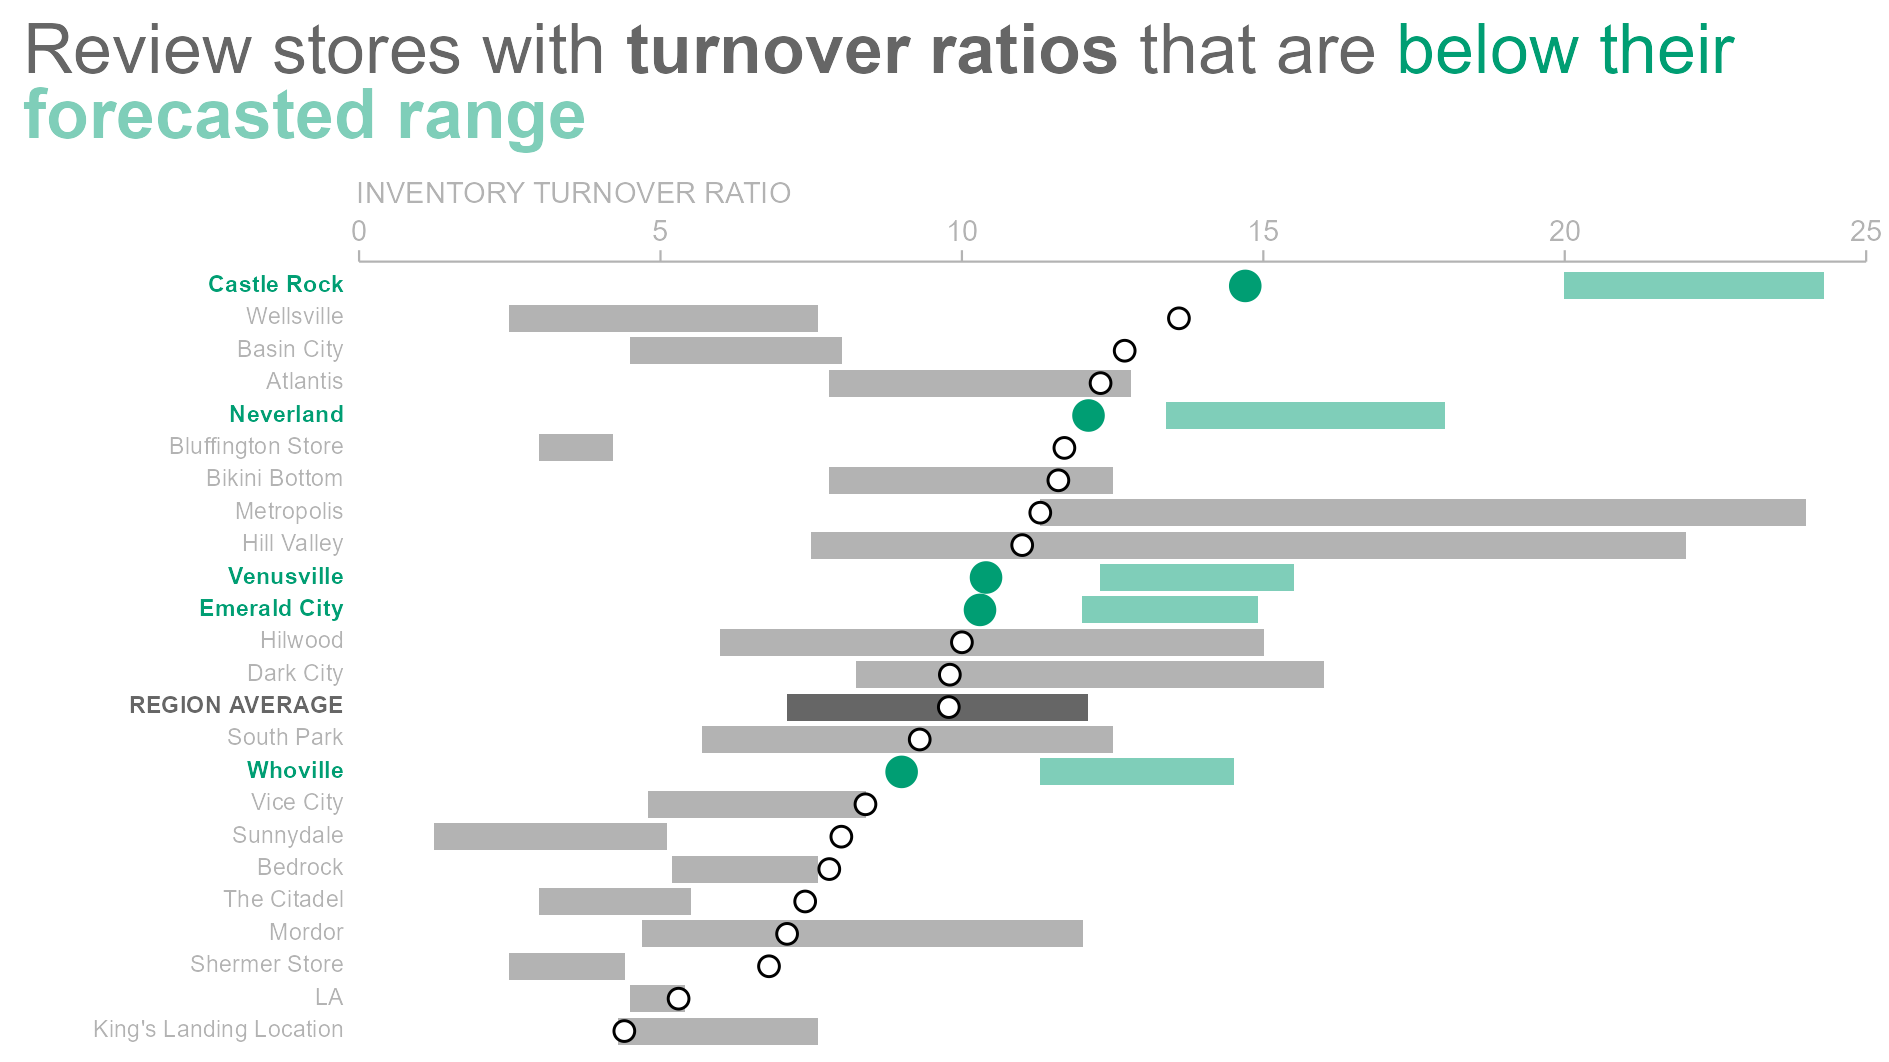 Review stores with turnover ratios that are below their
forecasted range
INVENTORY TURNOVER RATIO
0 5 10 15 20 25
Castle Rock
Wellsville
Basin City
Atlantis
Neverland
Bluffington Store
Bikini Bottom
Metropolis
Hill Valley
Venusville
Emerald City
Hilwood
Dark City
REGION AVERAGE
South Park
Whoville
Vice City
Sunnydale
Bedrock
The Citadel
Mordor
Shermer Store
LA
King's Landing Location